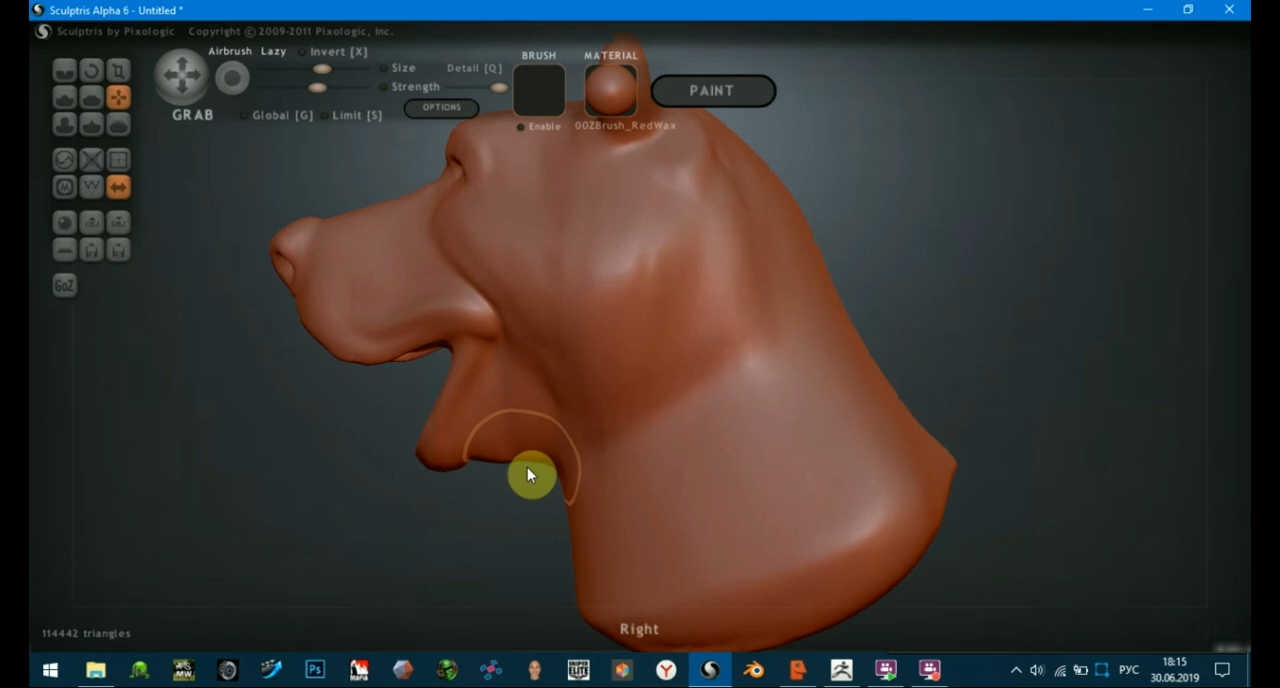 Sculptris Alpha 6 - Untitled *
Sculptris by Pixologic Copyright © 2009-2011 Pixologic, Inc.
Airbrush Lazy Invert [X]
Size Detail [Q]
Strength
GRAB
Global [G] Limit [S]
OPTIONS
BRUSH
Enable
MATERIAL
00ZBrush_RedWax
PAINT
GoZ
114442 triangles
Right
Ps
РУС
18:15
30.06.2019